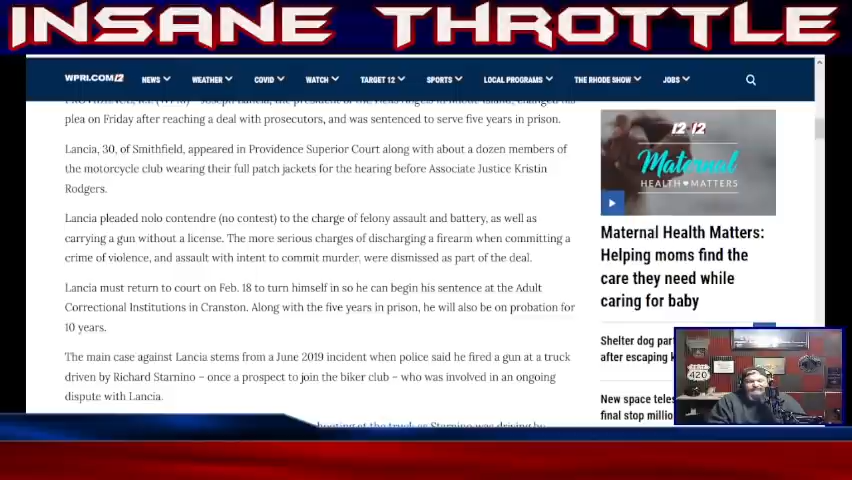 INSANE THROTTLE
WPRI.COM 12 NEWS WEATHER COVID WATCH TARGET 12 SPORTS LOCAL PROGRAMS THE RHODE SHOW JOBS
plea on Friday after reaching a deal with prosecutors, and was sentenced to serve five years in prison.
Lancia, 30, of Smithfield, appeared in Providence Superior Court along with about a dozen members of
the motorcycle club wearing their full patch jackets for the hearing before Associate Justice Kristin
Rodgers.
Lancia pleaded nolo contendre (no contest) to the charge of felony assault and battery, as well as
carrying a gun without a license. The more serious charges of discharging a firearm when committing a
crime of violence, and assault with intent to commit murder, were dismissed as part of the deal.
Lancia must return to court on Feb. 18 to turn himself in so he can begin his sentence at the Adult
Correctional Institutions in Cranston. Along with the five years in prison, he will also be on probation for
10 years.
The main case against Lancia stems from a June 2019 incident when police said he fired a gun at a truck
driven by Richard Starnino – once a prospect to join the biker club – who was involved in an ongoing
dispute with Lancia.
12 12
Maternal
HEALTH MATTERS
Maternal Health Matters:
Helping moms find the
care they need while
caring for baby
Shelter dog
after escaping
New space
final stop
420